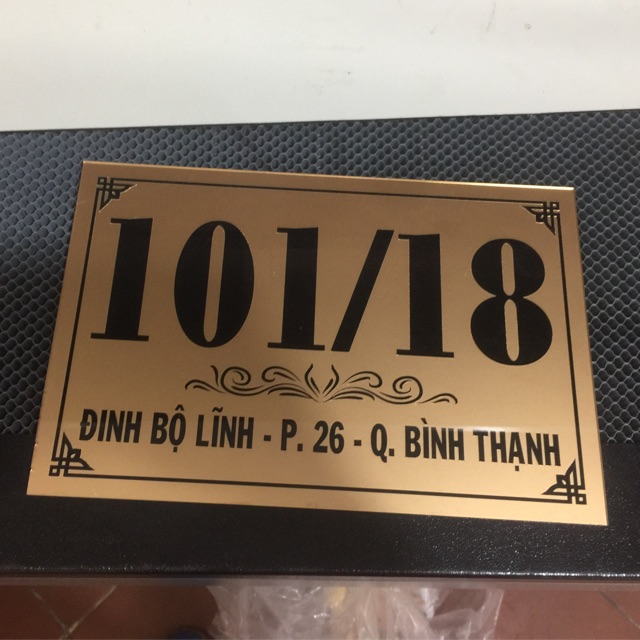 101/18
ĐINH BỘ LĨNH - P. 26 - Q. BÌNH THẠNH